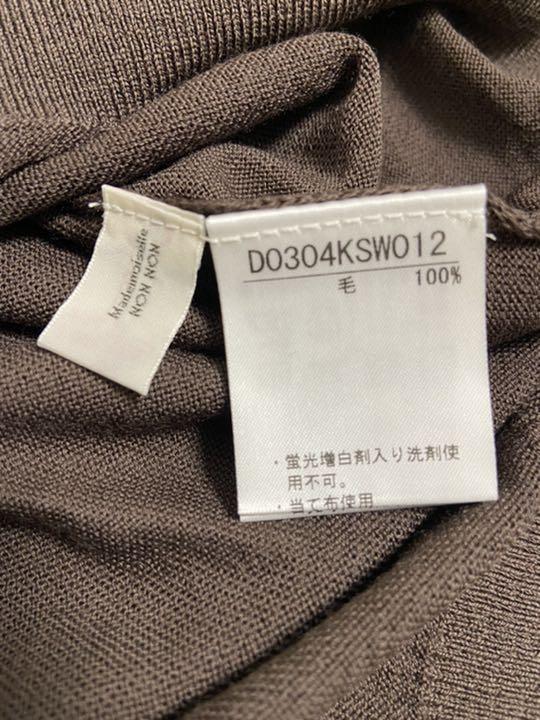 Mademoiselle
NON NON
D0304KSW012
毛 100%
・蛍光増白剤入り洗剤使
用不可。
・当て布使用